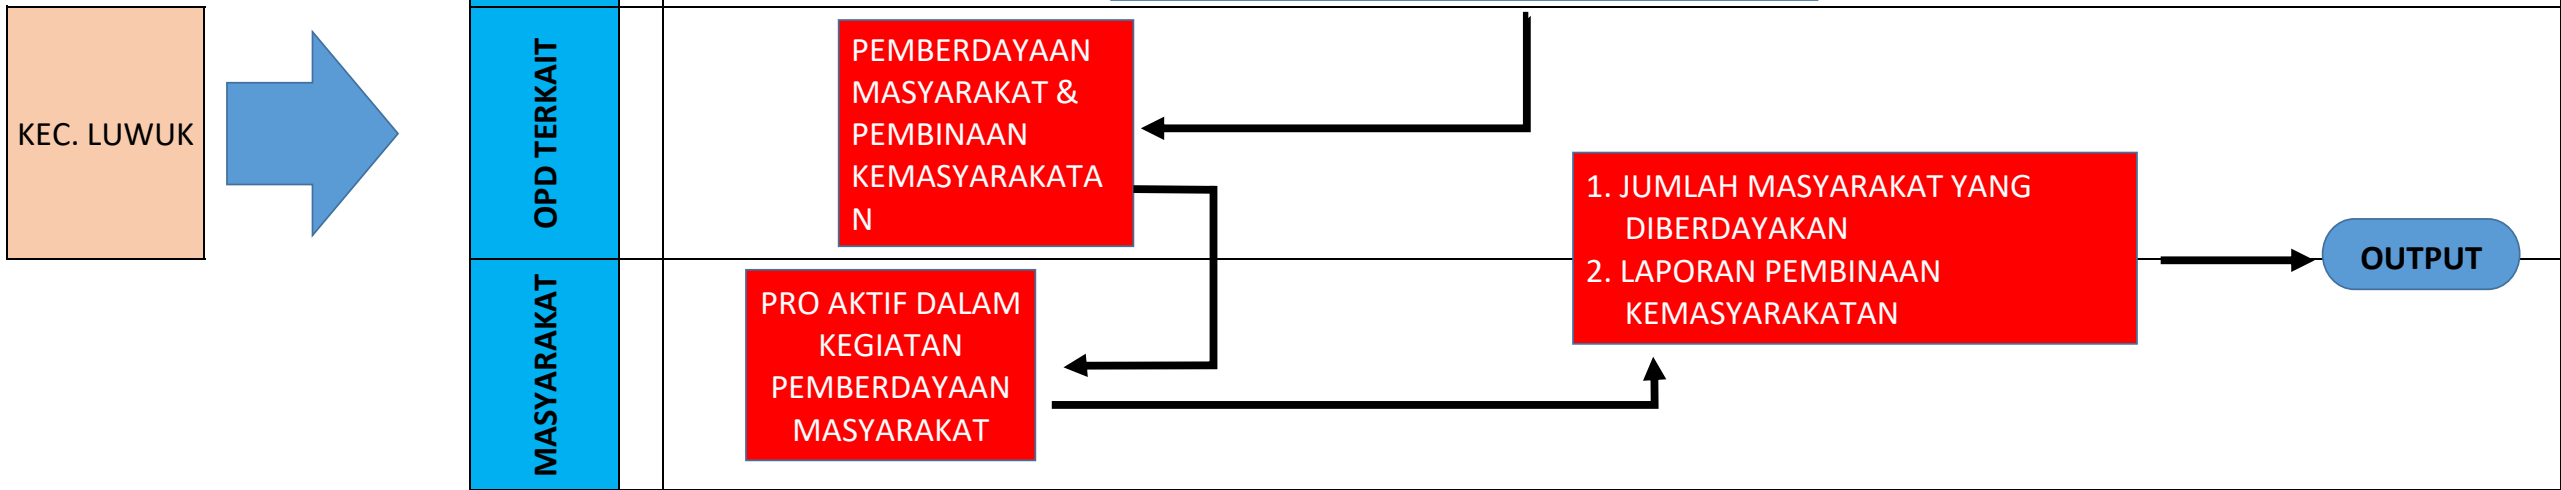 KEC. LUWUK
OPD TERKAIT
PEMBERDAYAAN
MASYARAKAT &
PEMBINAAN
KEMASYARAKATA
N
1. JUMLAH MASYARAKAT YANG
DIBERDAYAKAN
2. LAPORAN PEMBINAAN
KEMASYARAKATAN
OUTPUT
MASYARAKAT
PRO AKTIF DALAM
KEGIATAN
PEMBERDAYAAN
MASYARAKAT